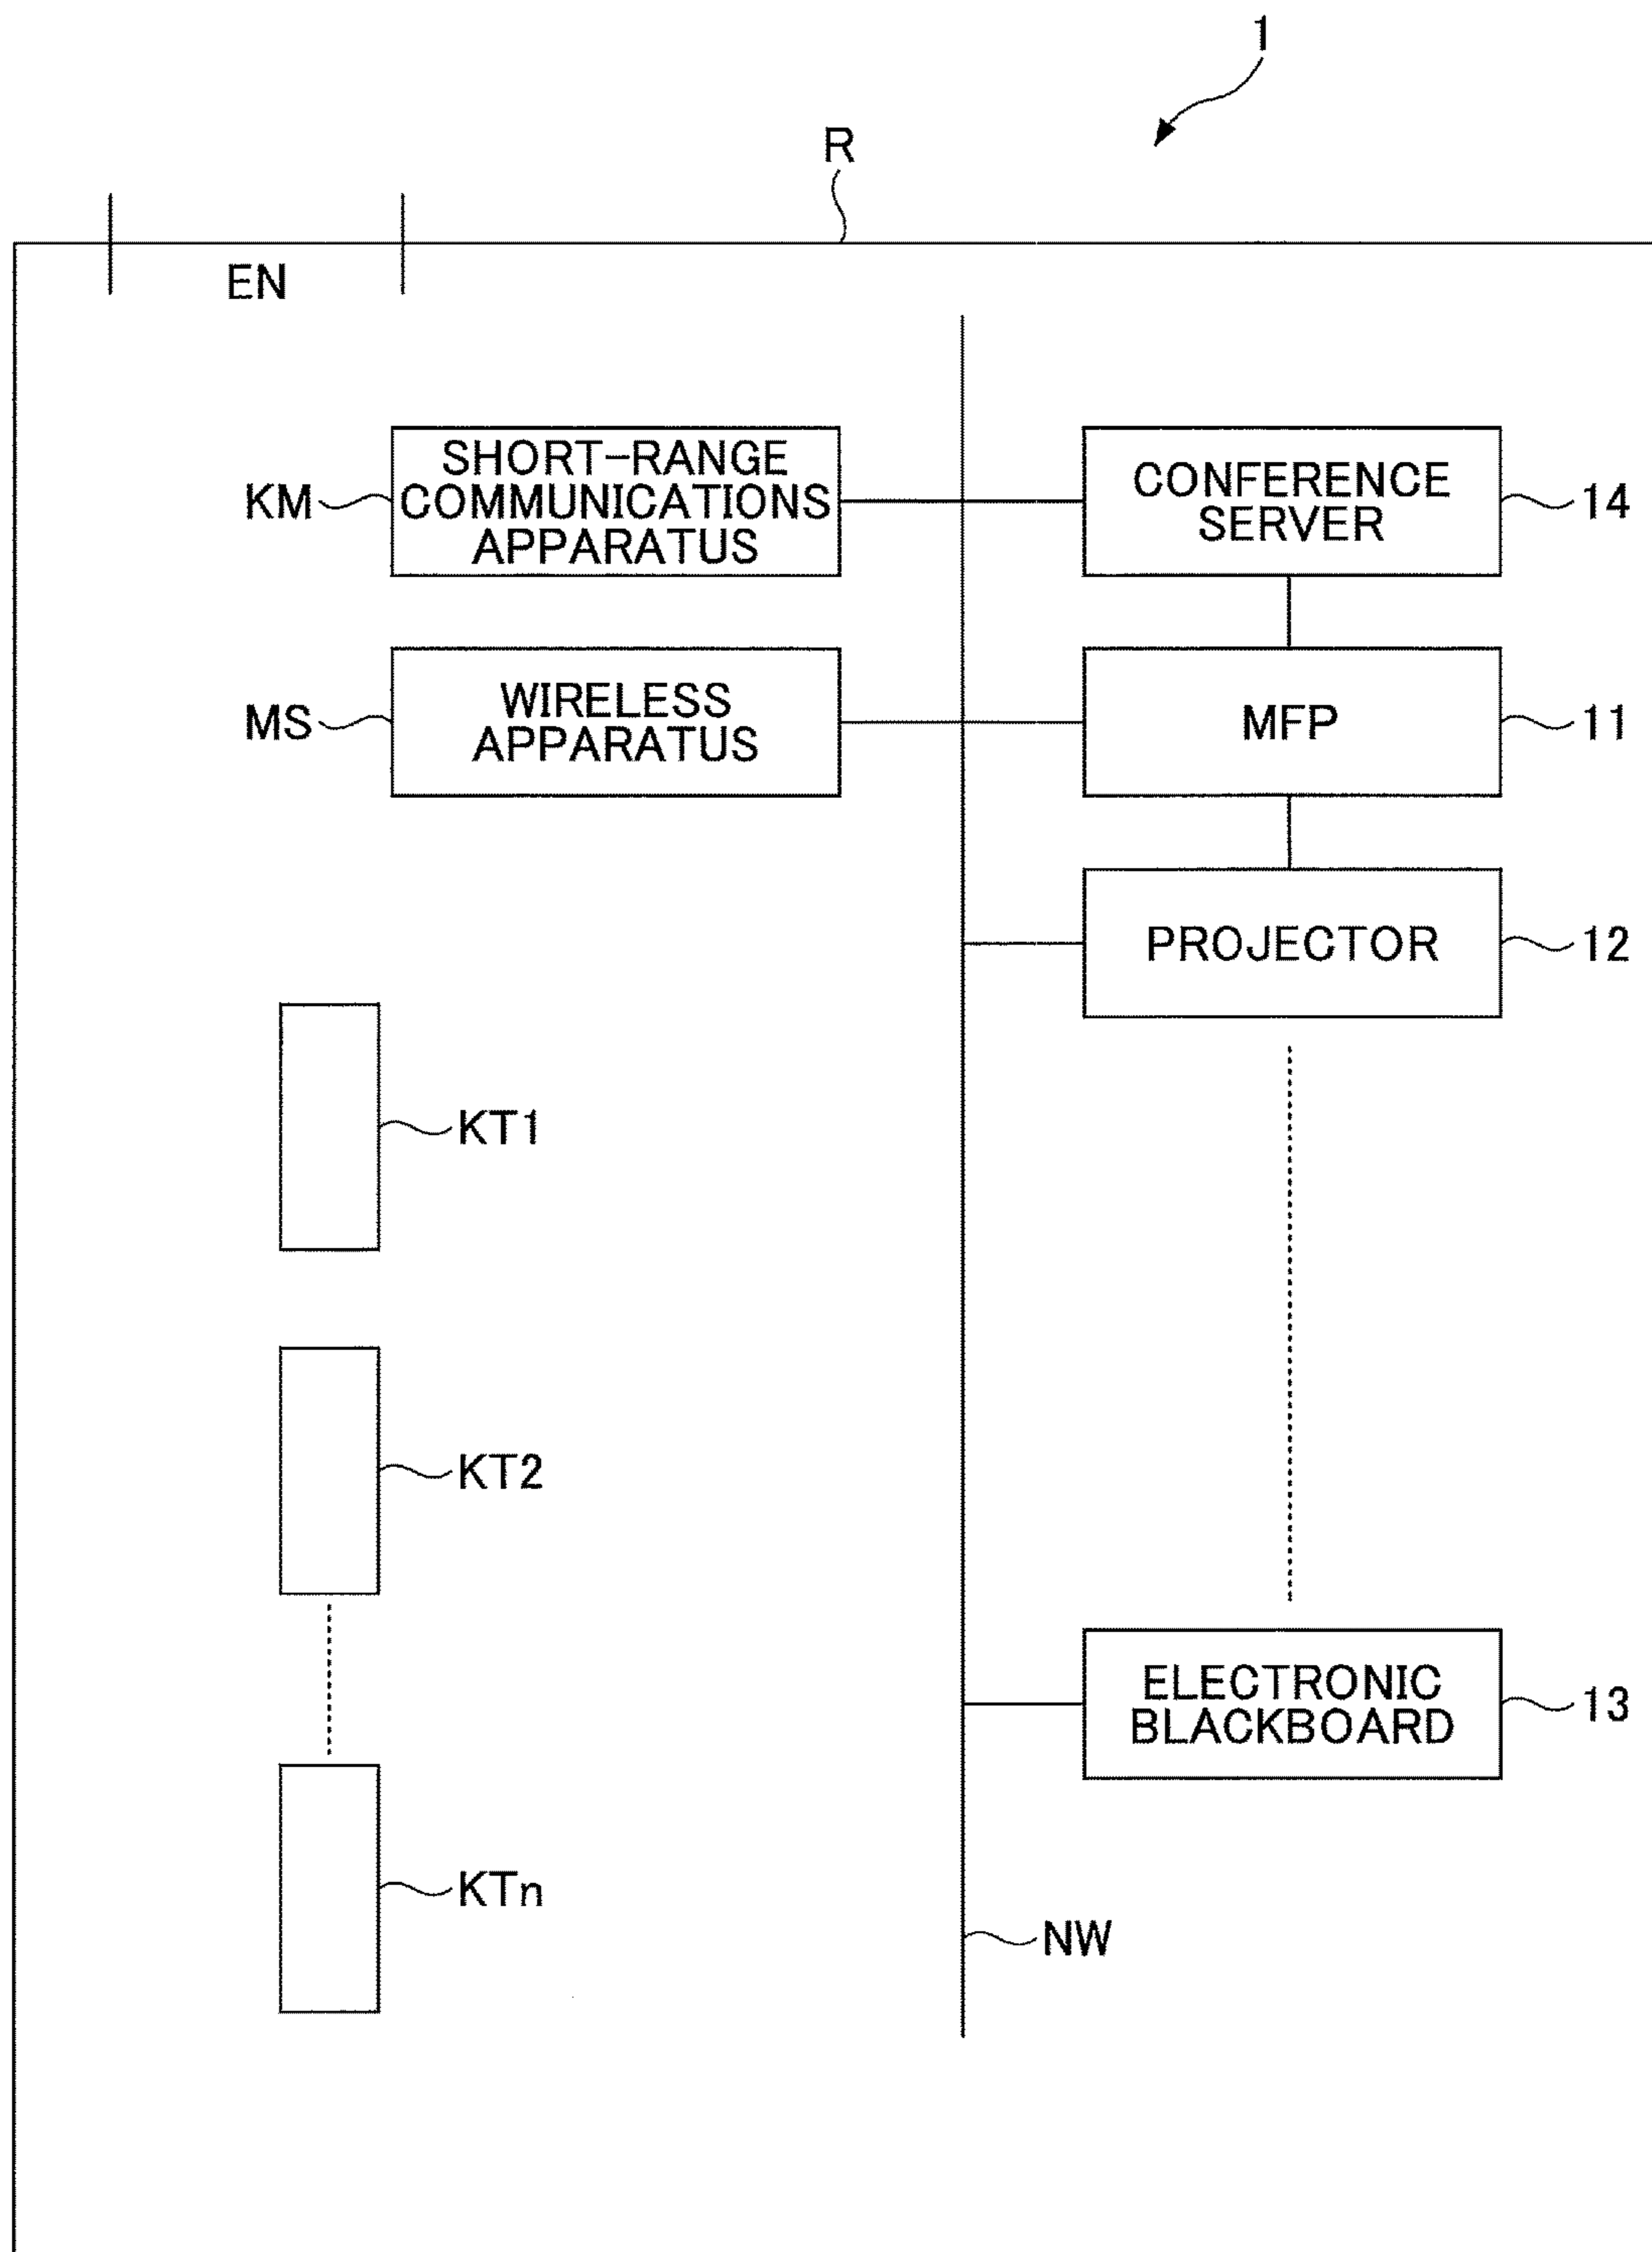 1
R
EN
KM
SHORT-RANGE
COMMUNICATIONS
APPARATUS
CONFERENCE
SERVER
14
MS
WIRELESS
APPARATUS
MFP
11
PROJECTOR
12
KT1
KT2
ELECTRONIC
BLACKBOARD
13
KTn
NW